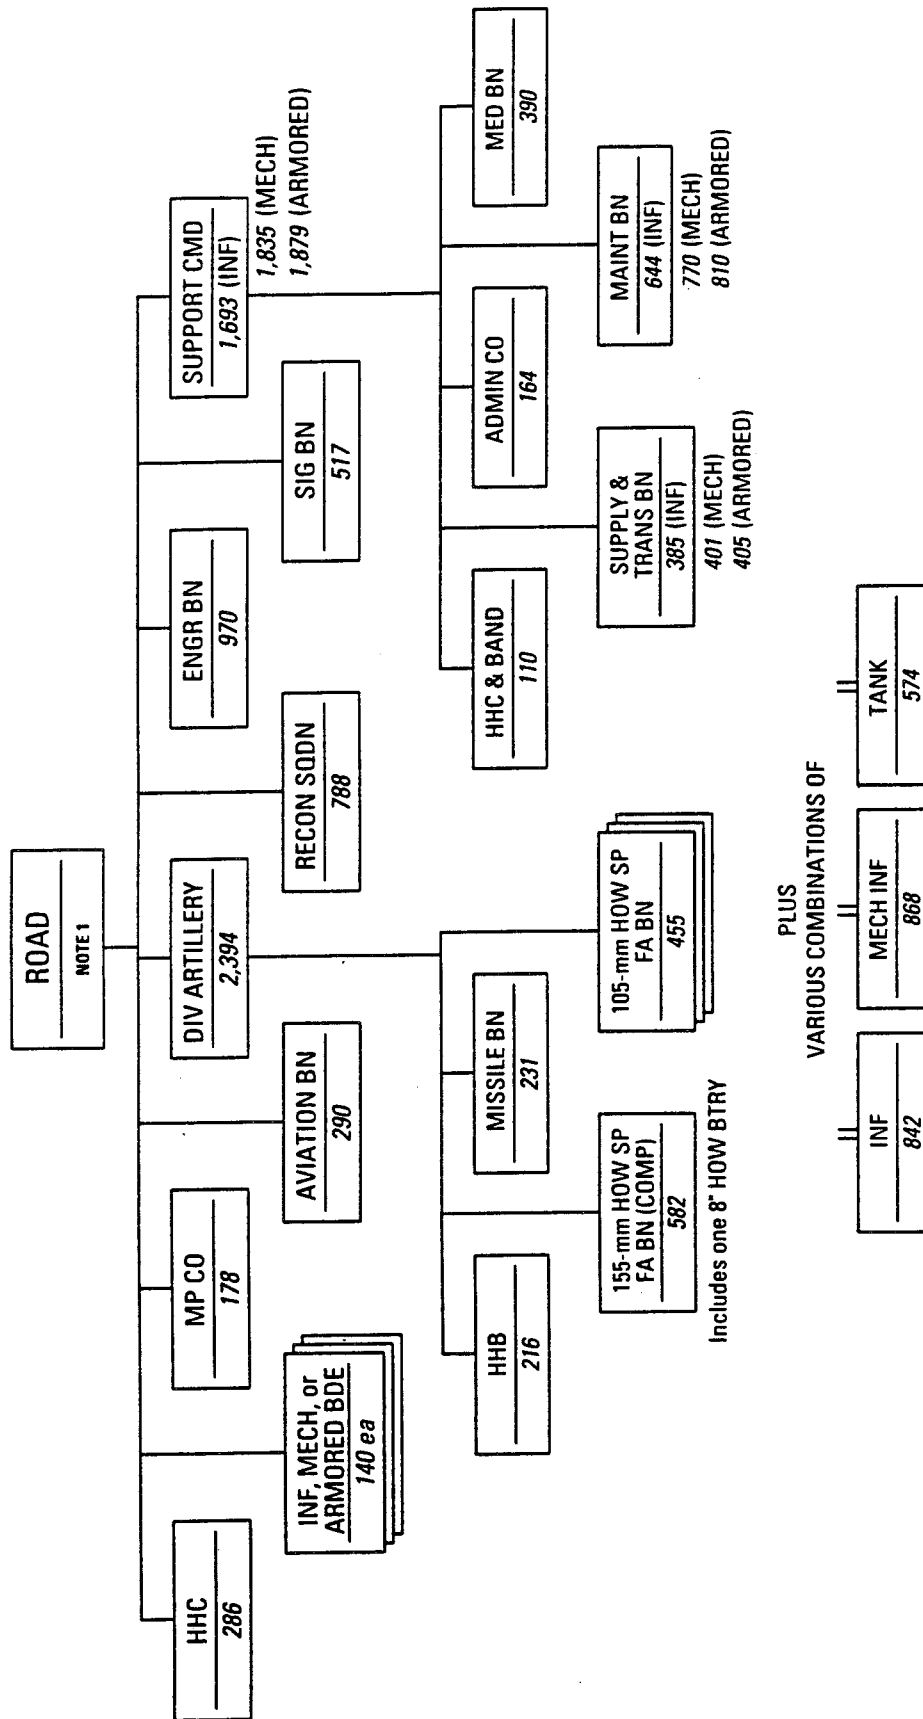 ROAD
NOTE 1
HHC
286
MP CO
178
DIV ARTILLERY
2,394
ENGR BN
970
SUPPORT CMD
1,693 (INF)
1,835 (MECH)
1,879 (ARMORED)
INF, MECH, or
ARMORED BDE
140 ea
AVIATION BN
290
RECON SQDN
788
SIG BN
517
HHB
216
MISSILE BN
231
HHC & BAND
110
ADMIN CO
164
MED BN
390
155-mm HOW SP
FA BN (COMP)
582
Includes one 8" HOW BTRY
105-mm HOW SP
FA BN
455
SUPPLY &
TRANS BN
385 (INF)
401 (MECH)
405 (ARMORED)
MAINT BN
644 (INF)
770 (MECH)
810 (ARMORED)
PLUS
VARIOUS COMBINATIONS OF
INF
842
MECH INF
868
TANK
574